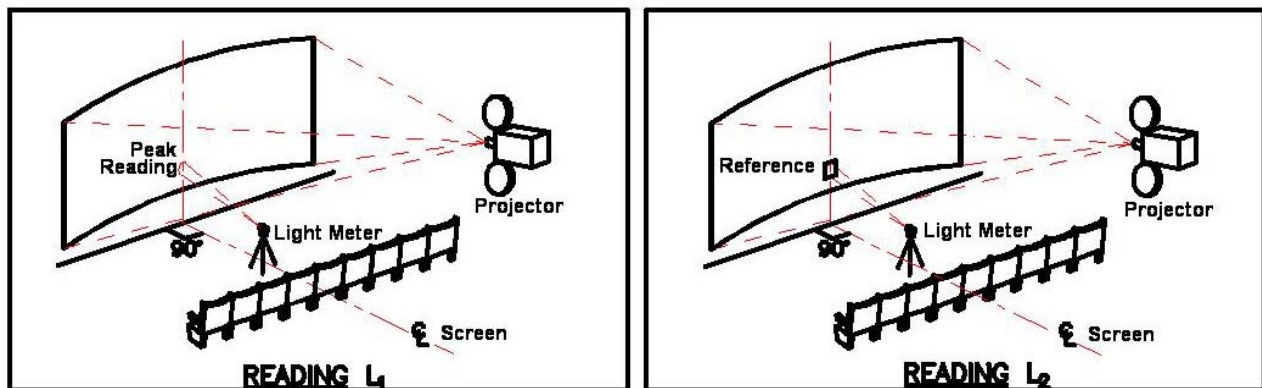 Peak
Reading
Projector
Light Meter
90°
℄ Screen
READING L₁
Reference
Projector
Light Meter
90°
℄ Screen
READING L₂